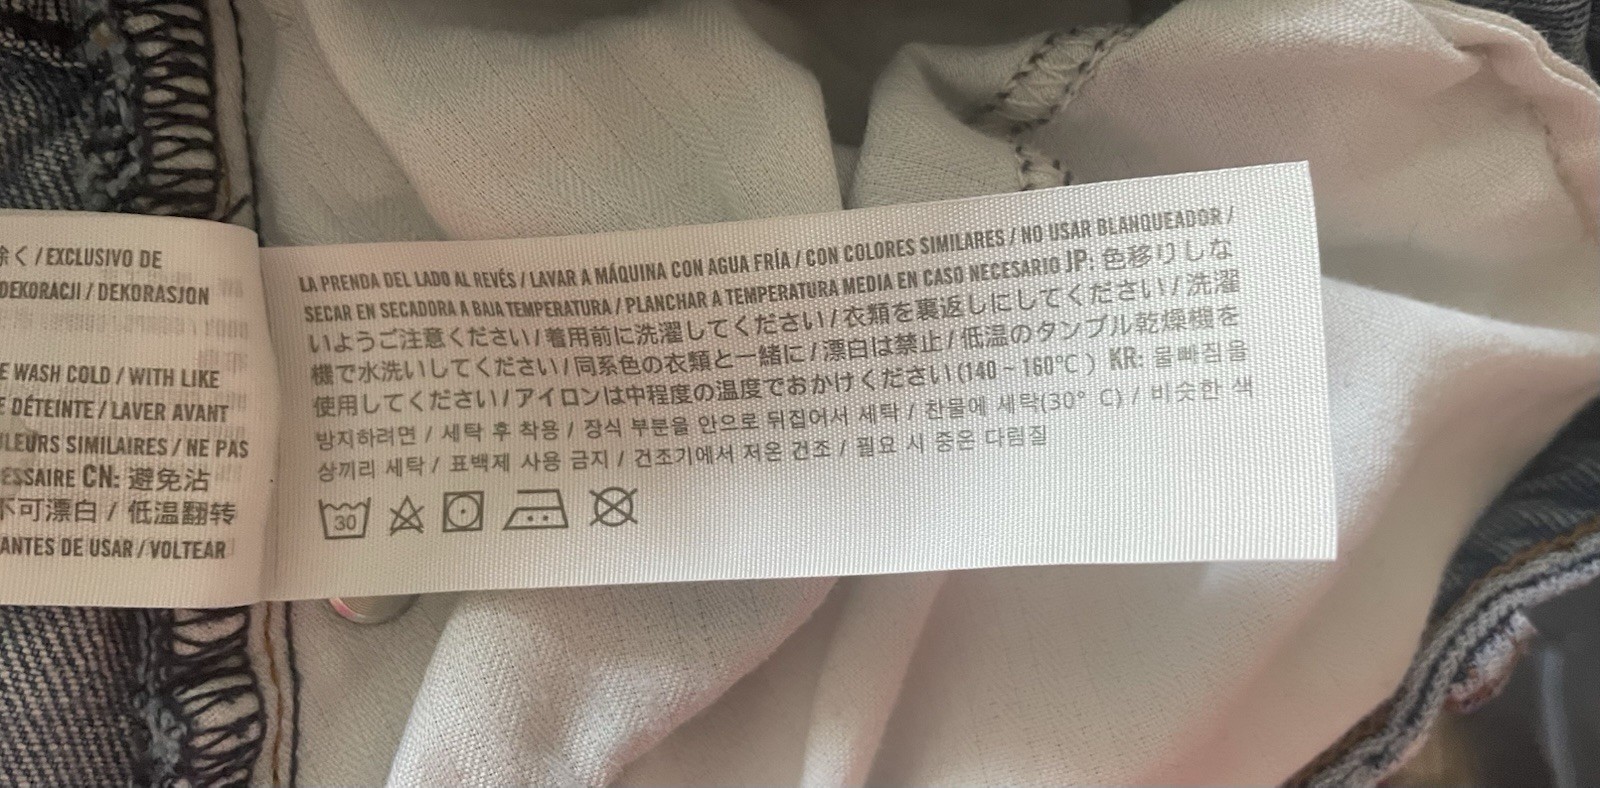 除く / EXCLUSIVO DE
DEKORACJI / DEKORASJON
E WASH COLD / WITH LIKE
E DÉTEINTE / LAVER AVANT
LEURS SIMILAIRES / NE PAS
ESSAIRE CN: 避免沾
不可漂白 / 低温翻转
ANTES DE USAR / VOLTEAR
LA PRENDA DEL LADO AL REVÉS / LAVAR A MÁQUINA CON AGUA FRÍA / CON COLORES SIMILARES / NO USAR BLANQUEADOR /
SECAR EN SECADORA A BAJA TEMPERATURA / PLANCHAR A TEMPERATURA MEDIA EN CASO NECESARIO JP: 色移りしな
いようご注意ください / 着用前に洗濯してください / 衣類を裏返しにしてください / 洗濯
機で水洗いしてください / 同系色の衣類と一緒に / 漂白は禁止 / 低温のタンブル乾燥機を
使用してください / アイロンは中程度の温度でおかけください (140 ~ 160°C ) KR: 물빠짐을
방지하려면 / 세탁 후 착용 / 장식 부분을 안으로 뒤집어서 세탁 / 찬물에 세탁(30° C) / 비슷한 색
상끼리 세탁 / 표백제 사용 금지 / 건조기에서 저온 건조 / 필요 시 중온 다림질
30